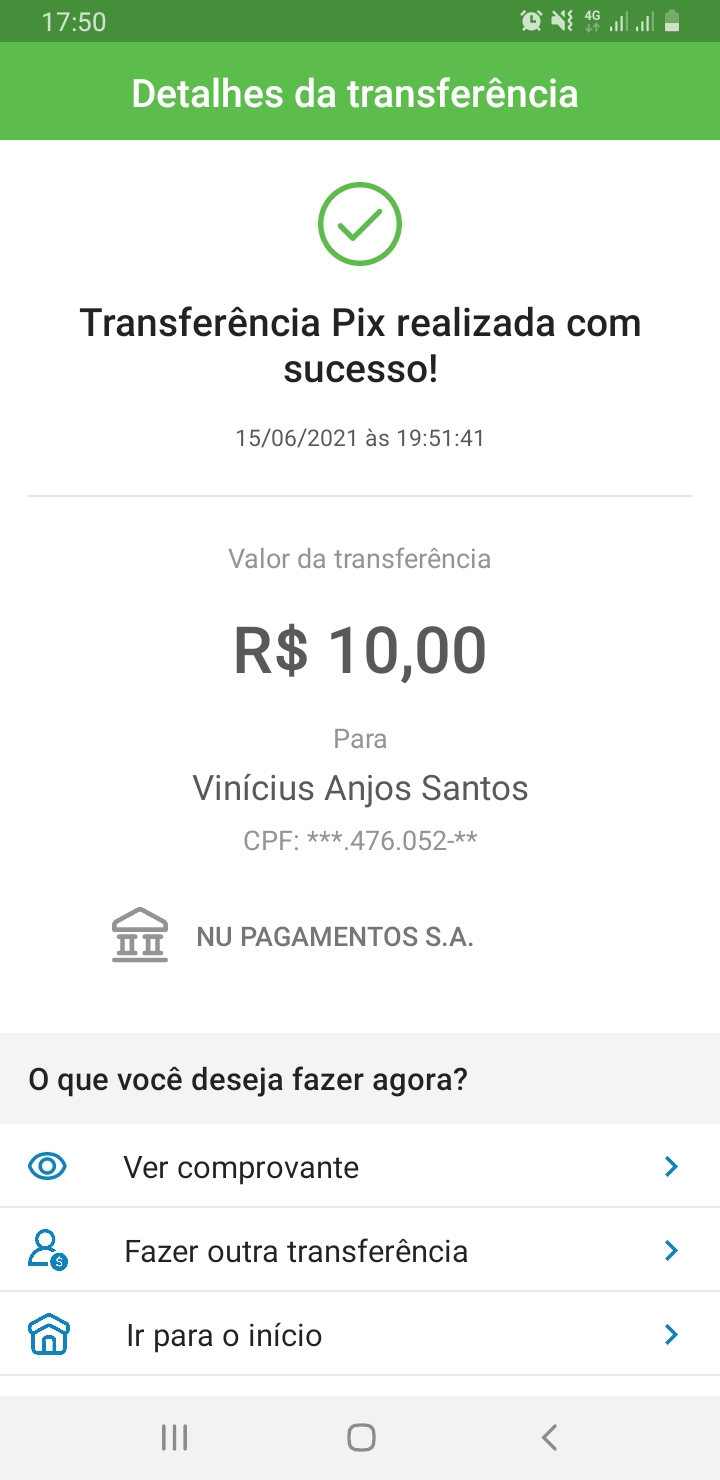 17:50
4G
Detalhes da transferência
Transferência Pix realizada com
sucesso!
15/06/2021 às 19:51:41
Valor da transferência
R$ 10,00
Para
Vinícius Anjos Santos
CPF: ***.476.052-**
NU PAGAMENTOS S.A.
O que você deseja fazer agora?
Ver comprovante
Fazer outra transferência
Ir para o início